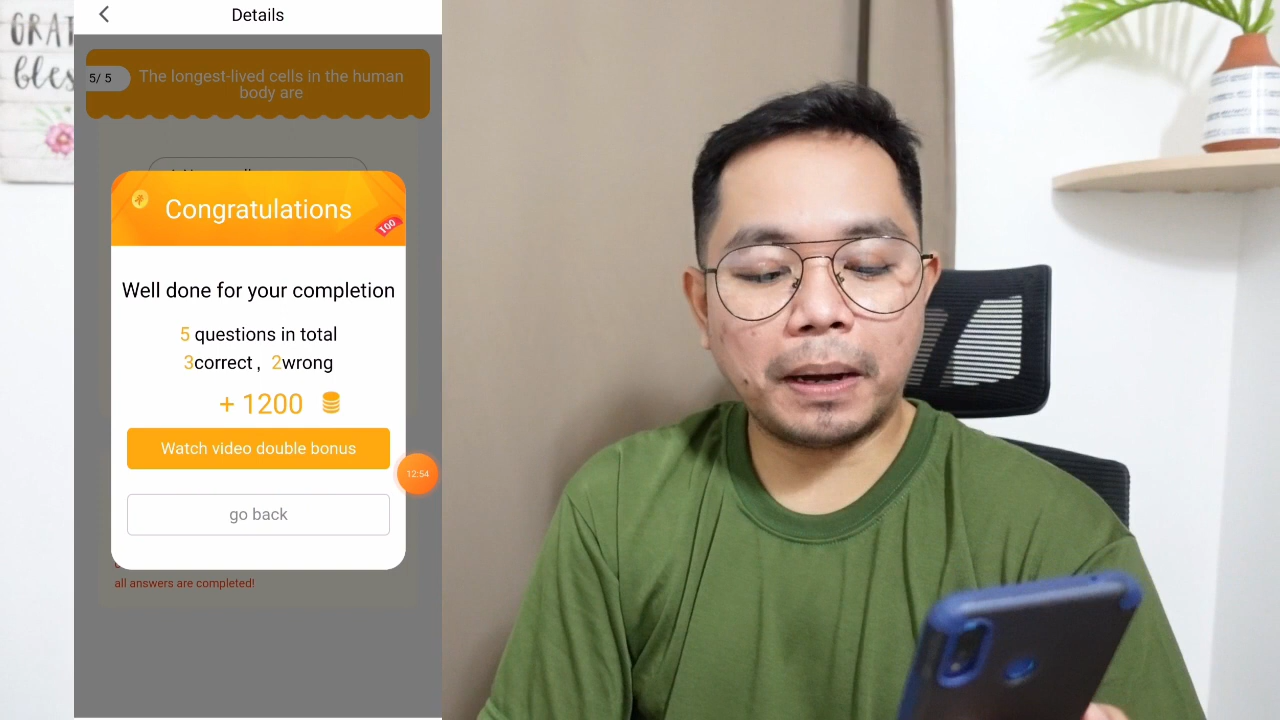 GRAT
bles
Details
5/ 5
The longest-lived cells in the human
body are
Congratulations
100
Well done for your completion
5 questions in total
3correct , 2wrong
+ 1200
Watch video double bonus
12:54
go back
all answers are completed!